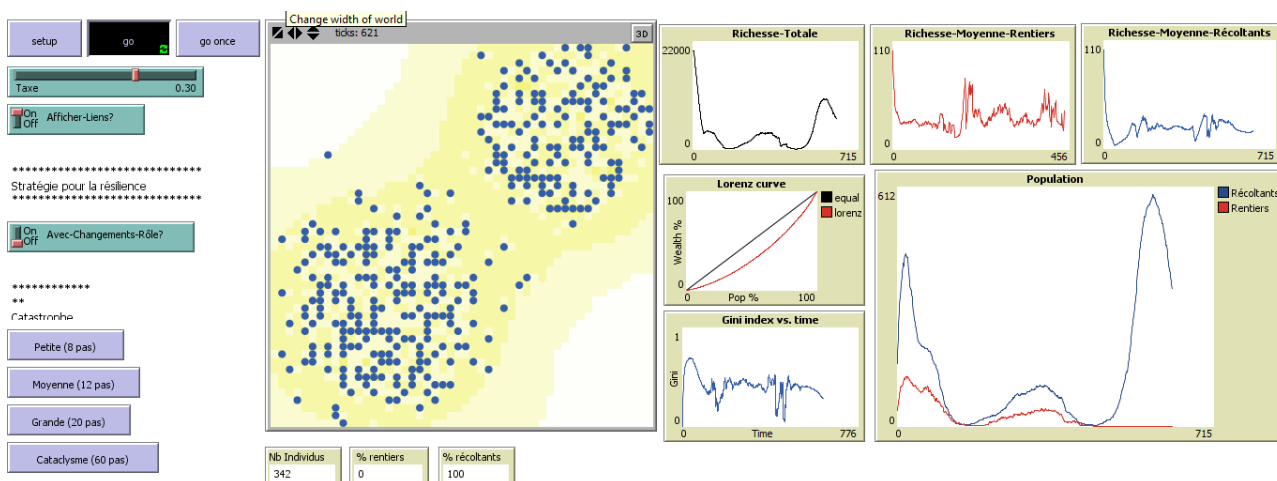 setup
go
go once
Taxe
0.30
On
Off
Afficher-Liens?
****************************
Stratégie pour la résilience
****************************
On
Off
Avec-Changements-Rôle?
************
**
Catastrophe
Petite (8 pas)
Moyenne (12 pas)
Grande (20 pas)
Cataclysme (60 pas)
Change width of world
ticks: 621
3D
Nb Individus
342
% rentiers
0
% récoltants
100
Richesse-Totale
22000
0
0
715
Richesse-Moyenne-Rentiers
110
0
0
456
Richesse-Moyenne-Récoltants
110
0
0
715
Lorenz curve
100
Wealth %
0
0
Pop %
100
equal
lorenz
Gini index vs. time
1
Gini
0
0
Time
776
Population
612
0
0
715
Récoltants
Rentiers